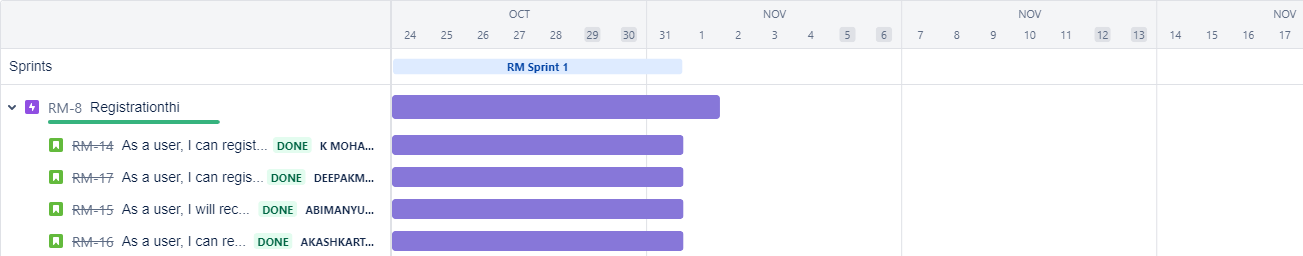 OCT NOV NOV NOV
24 25 26 27 28 29 30 31 1 2 3 4 5 6 7 8 9 10 11 12 13 14 15 16 17
Sprints RM Sprint 1
RM-8 Registrationthi
RM-14 As a user, I can regist... DONE K MOHA...
RM-17 As a user, I can regis... DONE DEEPAKM...
RM-15 As a user, I will rec... DONE ABIMANYU...
RM-16 As a user, I can re... DONE AKASHKART...